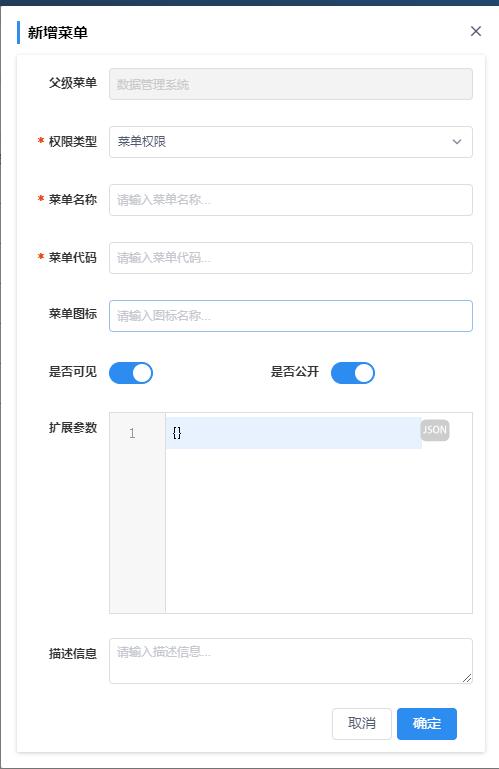 新增菜单
父级菜单 数据管理系统
* 权限类型 菜单权限
* 菜单名称 请输入菜单名称...
* 菜单代码 请输入菜单代码...
菜单图标 请输入图标名称...
是否可见 是否公开
扩展参数 1 {} JSON
描述信息 请输入描述信息...
取消 确定